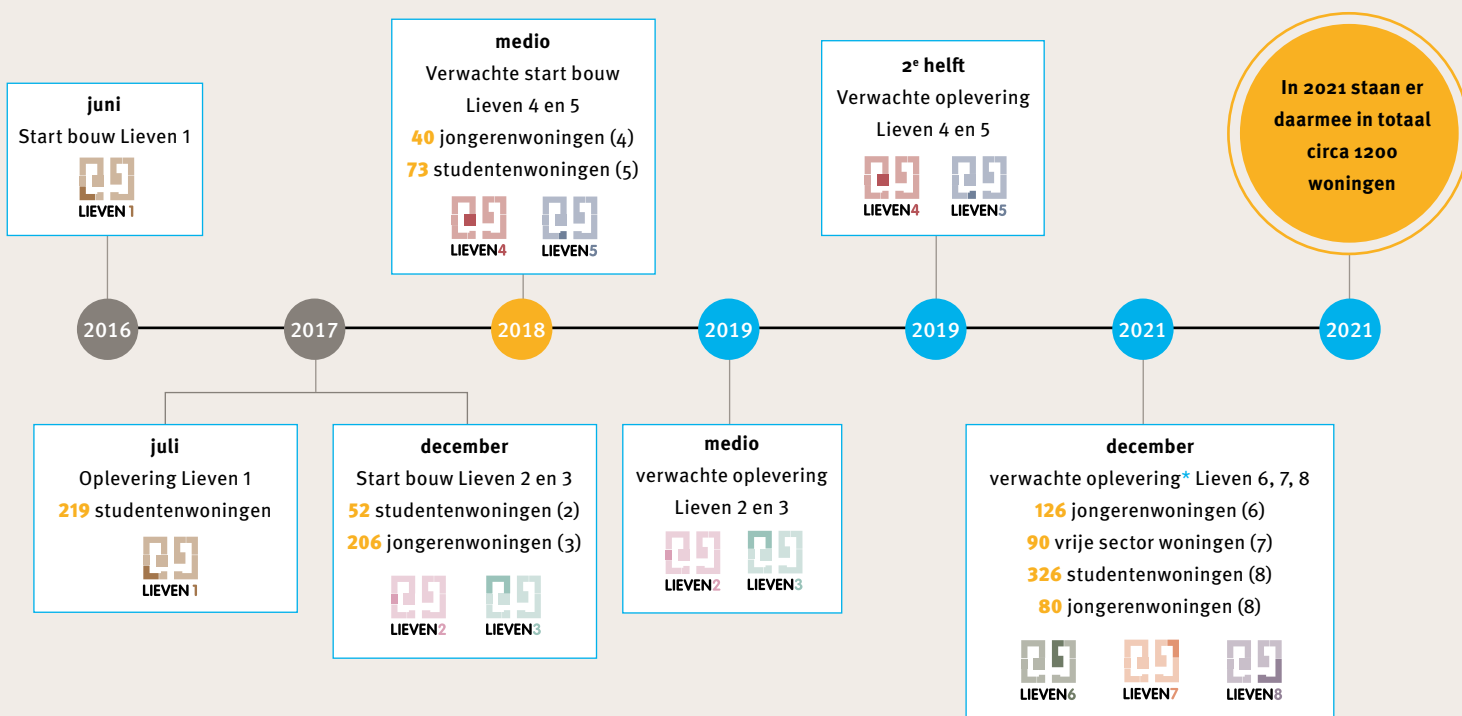 juni
Start bouw Lieven 1
LIEVEN1
medio
Verwachte start bouw
Lieven 4 en 5
40 jongerenwoningen (4)
73 studentenwoningen (5)
LIEVEN4 LIEVEN5
2e helft
Verwachte oplevering
Lieven 4 en 5
LIEVEN4 LIEVEN5
In 2021 staan er
daarmee in totaal
circa 1200
woningen
2016 2017 2018 2019 2019 2021 2021
juli
Oplevering Lieven 1
219 studentenwoningen
LIEVEN1
december
Start bouw Lieven 2 en 3
52 studentenwoningen (2)
206 jongerenwoningen (3)
LIEVEN2 LIEVEN3
medio
verwachte oplevering
Lieven 2 en 3
LIEVEN2 LIEVEN3
december
verwachte oplevering* Lieven 6, 7, 8
126 jongerenwoningen (6)
90 vrije sector woningen (7)
326 studentenwoningen (8)
80 jongerenwoningen (8)
LIEVEN6 LIEVEN7 LIEVEN8